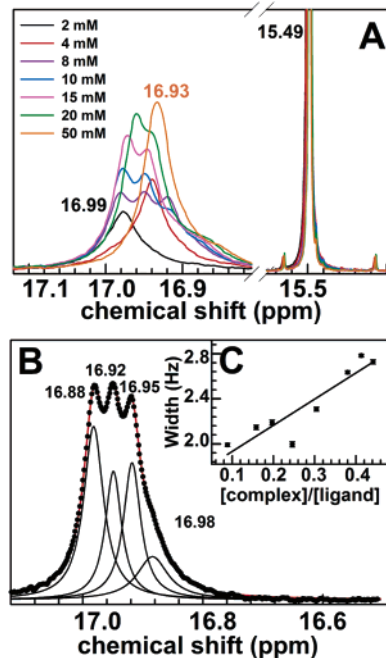 A
15.49
2 mM
4 mM
8 mM
10 mM
15 mM
20 mM
50 mM
16.93
16.99
17.1 17.0 16.9 15.5
chemical shift (ppm)
B
16.92
16.88
16.95
16.98
17.0 16.8 16.6
chemical shift (ppm)
C
Width (Hz)
2.8
2.4
2.0
0.1 0.2 0.3 0.4
[complex]/[ligand]